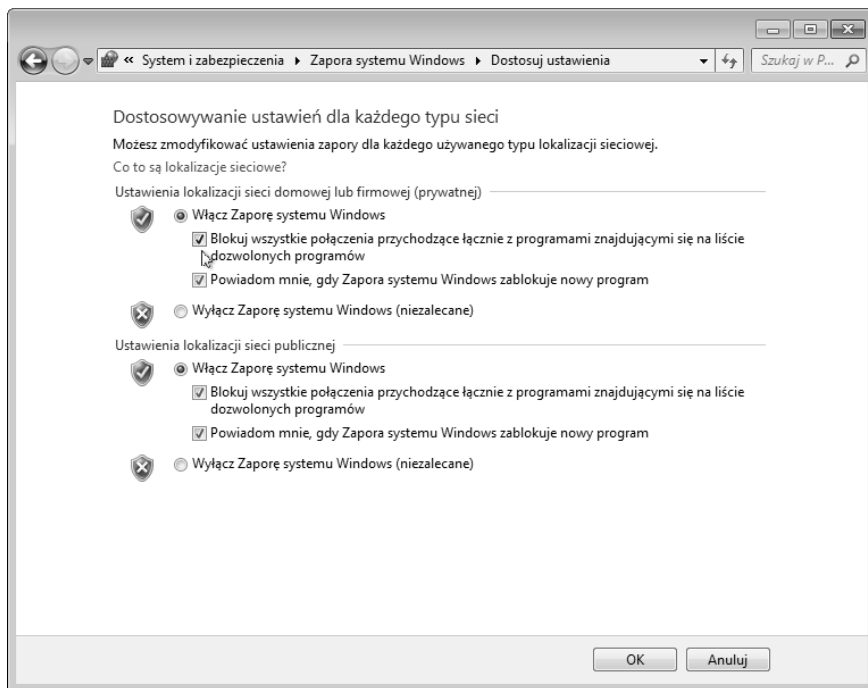 « System i zabezpieczenia ▸ Zapora systemu Windows ▸ Dostosuj ustawienia
Szukaj w P...
Dostosowywanie ustawień dla każdego typu sieci
Możesz zmodyfikować ustawienia zapory dla każdego używanego typu lokalizacji sieciowej.
Co to są lokalizacje sieciowe?
Ustawienia lokalizacji sieci domowej lub firmowej (prywatnej)
Włącz Zaporę systemu Windows
Blokuj wszystkie połączenia przychodzące łącznie z programami znajdującymi się na liście
dozwolonych programów
Powiadom mnie, gdy Zapora systemu Windows zablokuje nowy program
Wyłącz Zaporę systemu Windows (niezalecane)
Ustawienia lokalizacji sieci publicznej
Włącz Zaporę systemu Windows
Blokuj wszystkie połączenia przychodzące łącznie z programami znajdującymi się na liście
dozwolonych programów
Powiadom mnie, gdy Zapora systemu Windows zablokuje nowy program
Wyłącz Zaporę systemu Windows (niezalecane)
OK
Anuluj